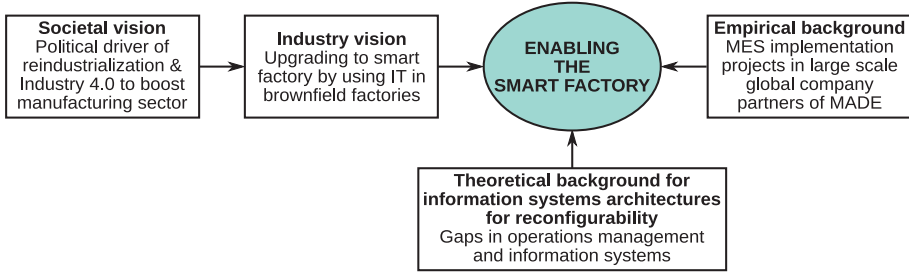 Societal vision
Political driver of
reindustrialization &
Industry 4.0 to boost
manufacturing sector
Industry vision
Upgrading to smart
factory by using IT in
brownfield factories
ENABLING
THE
SMART FACTORY
Empirical background
MES implementation
projects in large scale
global company
partners of MADE
Theoretical background for
information systems architectures
for reconfigurability
Gaps in operations management
and information systems